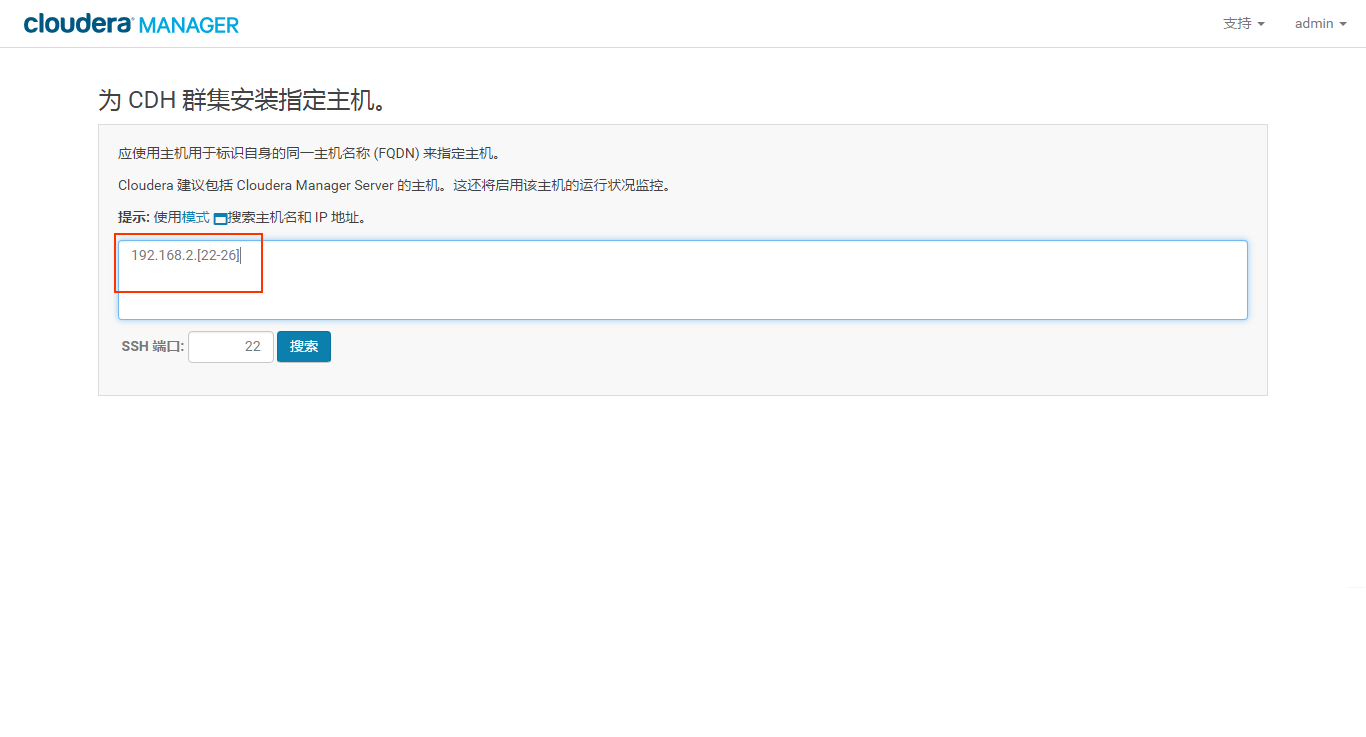 cloudera MANAGER 支持 admin
为 CDH 群集安装指定主机。
应使用主机用于标识自身的同一主机名称 (FQDN) 来指定主机。
Cloudera 建议包括 Cloudera Manager Server 的主机。这还将启用该主机的运行状况监控。
提示: 使用模式 搜索主机名和 IP 地址。
192.168.2.[22-26]
SSH 端口: 22 搜索